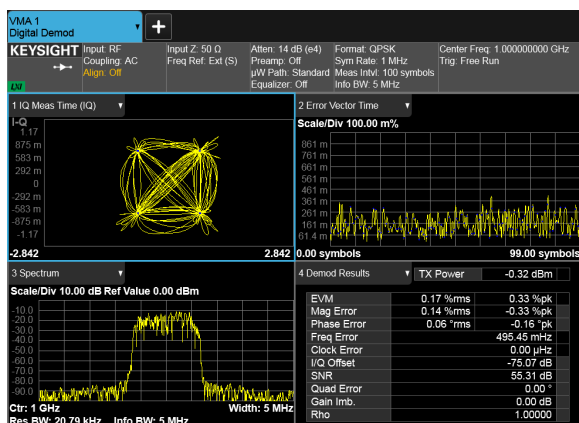 VMA 1
Digital Demod
+
KEYSIGHT Input: RF Input Z: 50 Ω Atten: 14 dB (e4) Format: QPSK Center Freq: 1.000000000 GHz
Coupling: AC Freq Ref: Ext (S) Preamp: Off Sym Rate: 1 MHz Trig: Free Run
Align: Off µW Path: Standard Meas Intvl: 100 symbols
LXI Equalizer: Off Info BW: 5 MHz
1 IQ Meas Time (IQ)
I-Q
1.17
875 m
583 m
292 m
0
-292 m
-583 m
-875 m
-1.17
-2.842 2.842
2 Error Vector Time
Scale/Div 100.00 m%
861 m
761 m
661 m
561 m
461 m
361 m
261 m
161 m
61.4 m
0.00 symbols 99.00 symbols
3 Spectrum
Scale/Div 10.00 dB Ref Value 0.00 dBm
-10.0
-20.0
-30.0
-40.0
-50.0
-60.0
-70.0
-80.0
-90.0
Ctr: 1 GHz Width: 5 MHz
Res BW: 20.79 kHz Info BW: 5 MHz
4 Demod Results TX Power -0.32 dBm
EVM 0.17 %rms 0.33 %pk
Mag Error 0.14 %rms -0.33 %pk
Phase Error 0.06 °rms -0.16 °pk
Freq Error 495.45 mHz
Clock Error 0.00 µHz
I/Q Offset -75.07 dB
SNR 55.31 dB
Quad Error 0.00 °
Gain Imb. 0.00 dB
Rho 1.00000